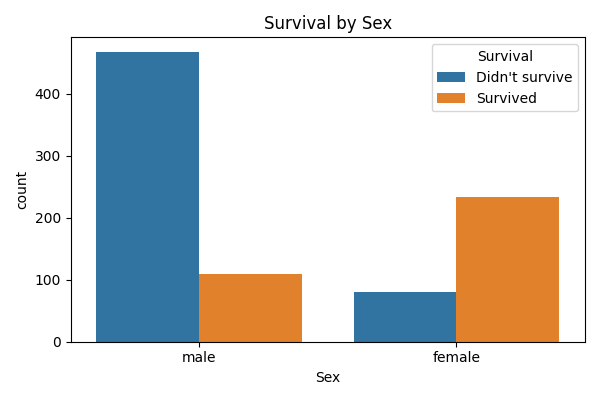 Survival by Sex
Survival
Didn't survive
Survived
count
400
300
200
100
0
male
female
Sex